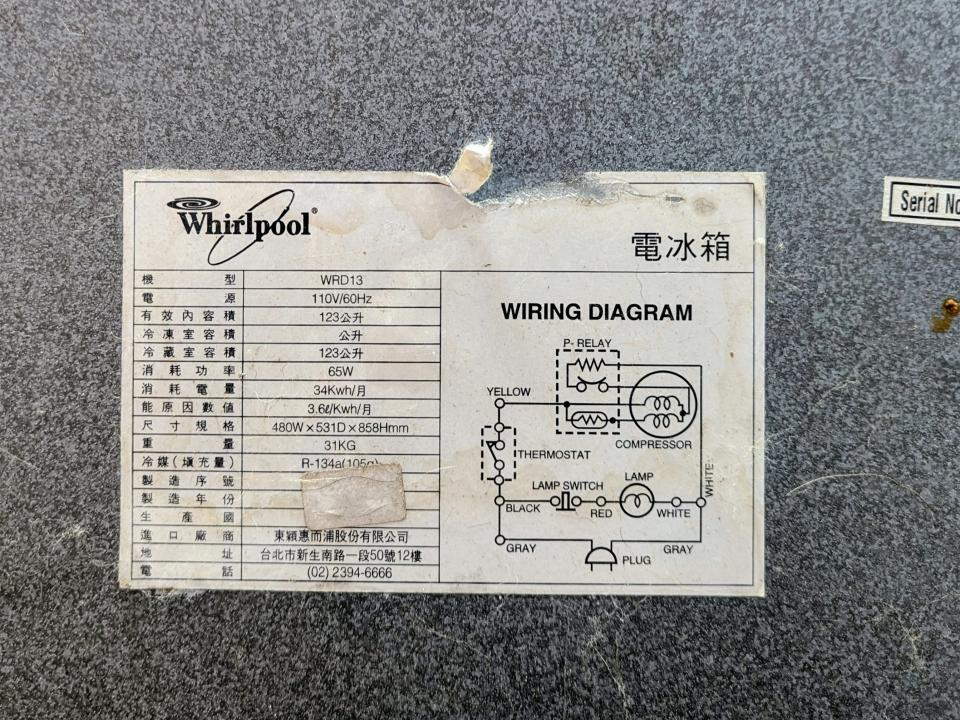 Whirlpool®
電冰箱
Serial No
機型 WRD13
電源 110V/60Hz
有效內容積 123公升
冷凍室容積 公升
冷藏室容積 123公升
消耗功率 65W
消耗電量 34Kwh/月
能原因數值 3.6ℓ/Kwh/月
尺寸規格 480W×531D×858Hmm
重量 31KG
冷媒(填充量) R-134a(105g)
製造序號
製造年份
生產國
進口廠商 東穎惠而浦股份有限公司
地址 台北市新生南路一段50號12樓
電話 (02) 2394-6666
WIRING DIAGRAM
P- RELAY
YELLOW
COMPRESSOR
THERMOSTAT
LAMP SWITCH
LAMP
WHITE
BLACK
RED
WHITE
GRAY
PLUG
GRAY